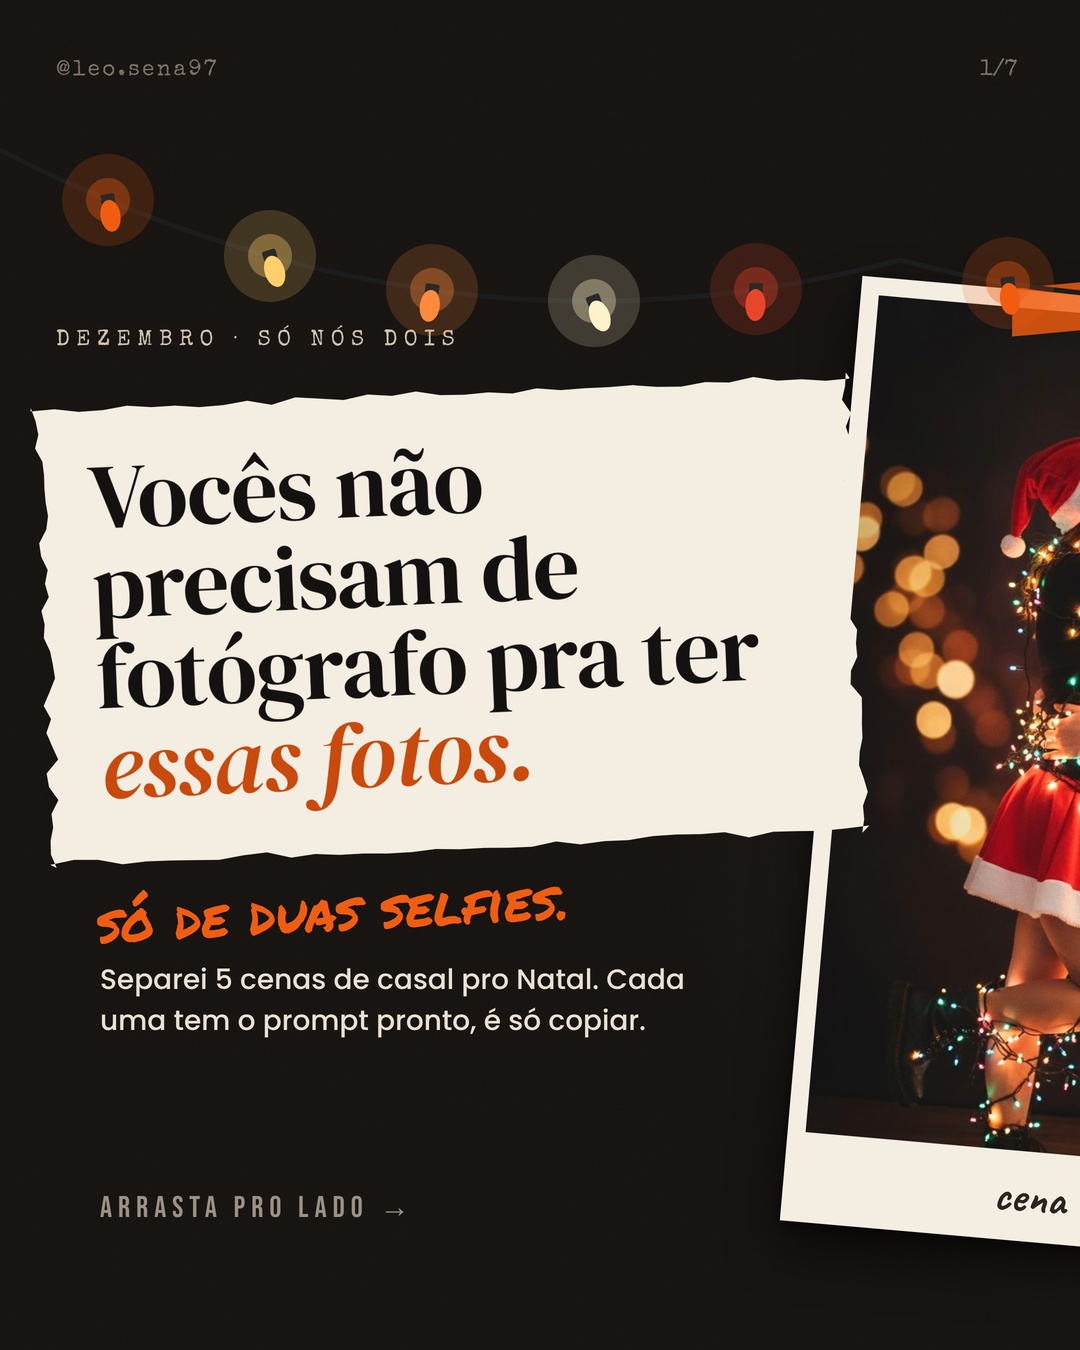 @leo.sena97
1/7
DEZEMBRO · SÓ NÓS DOIS
Vocês não
precisam de
fotógrafo pra ter
essas fotos.
SÓ DE DUAS SELFIES.
Separei 5 cenas de casal pro Natal. Cada
uma tem o prompt pronto, é só copiar.
ARRASTA PRO LADO →
cena